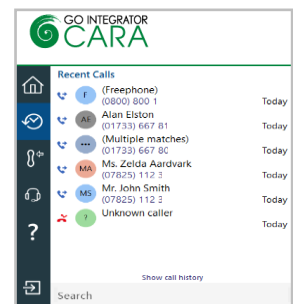 GO INTEGRATOR
CARA
Recent Calls
F
(Freephone)
(0800) 800 1
Today
AE
Alan Elston
(01733) 667 81
Today
(Multiple matches)
(01733) 667 80
Today
MA
Ms. Zelda Aardvark
(07825) 112 3
Today
MS
Mr. John Smith
(07825) 112 3
Today
?
Unknown caller
Today
?
Show call history
Search